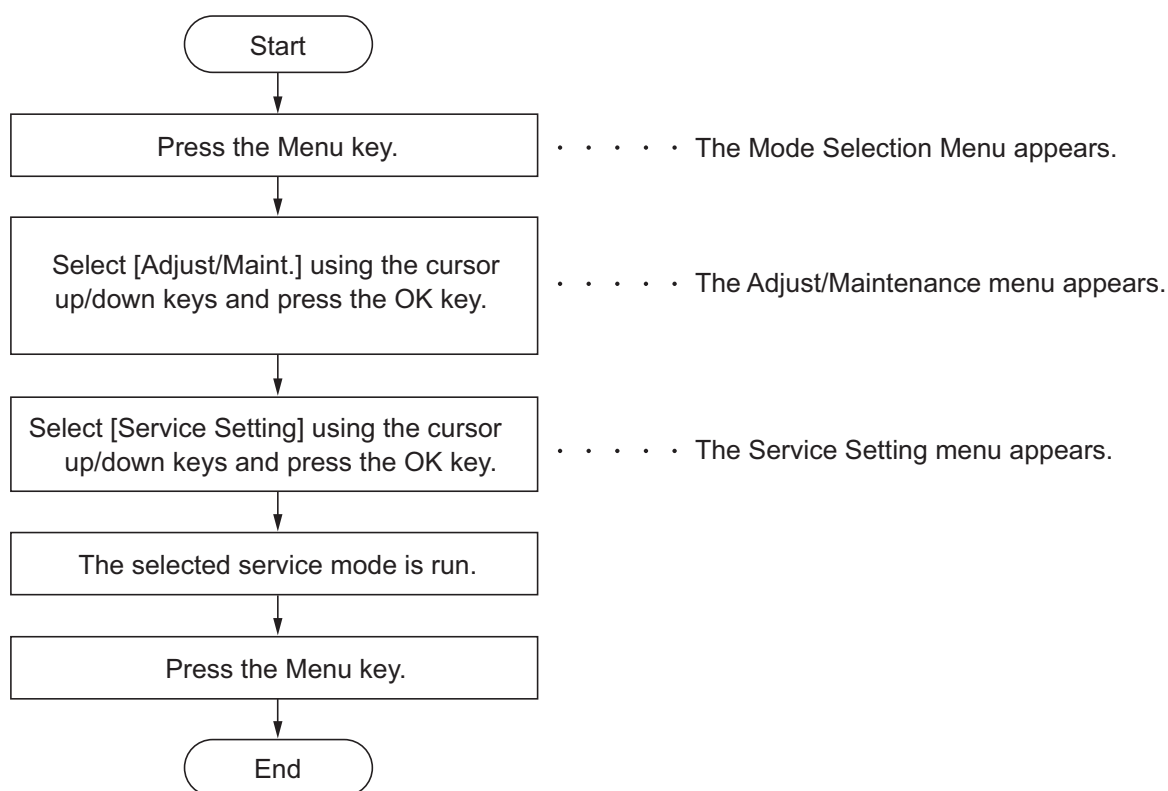 Start
Press the Menu key.
· · · · · The Mode Selection Menu appears.
Select [Adjust/Maint.] using the cursor
up/down keys and press the OK key.
· · · · · The Adjust/Maintenance menu appears.
Select [Service Setting] using the cursor
up/down keys and press the OK key.
· · · · · The Service Setting menu appears.
The selected service mode is run.
Press the Menu key.
End